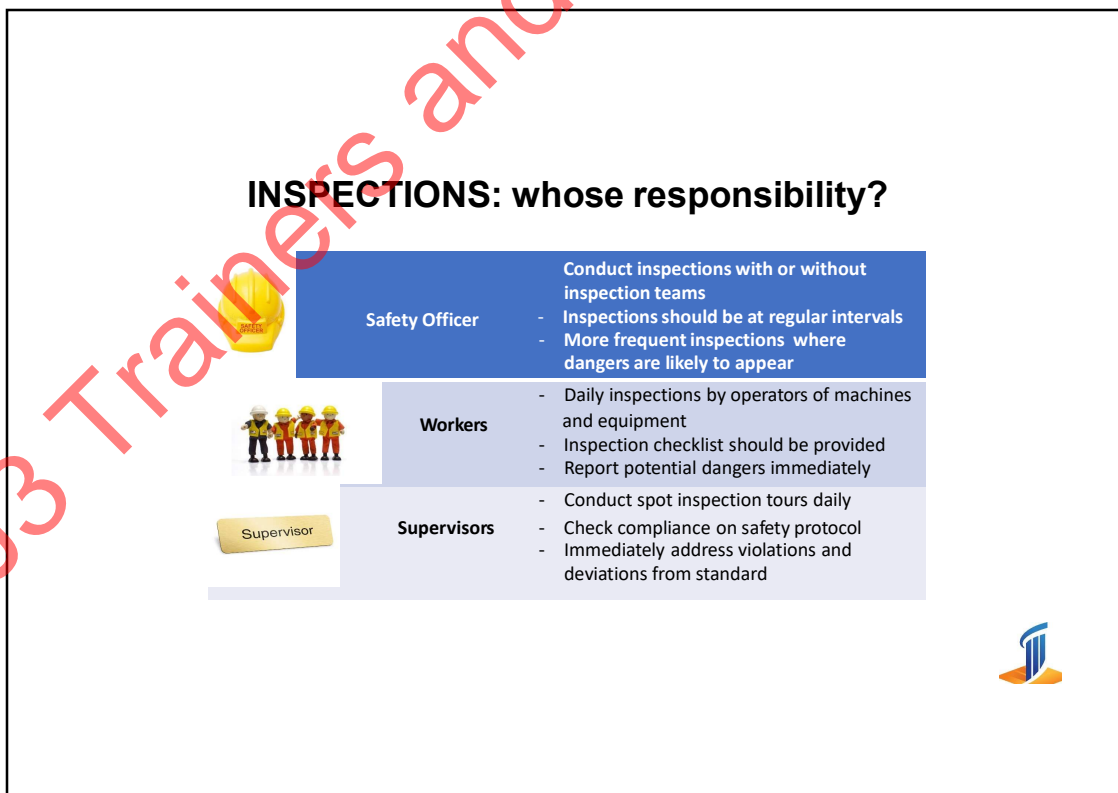 03 Trainers and
INSPECTIONS: whose responsibility?
SAFETY
OFFICER
Safety Officer
Conduct inspections with or without
inspection teams
- Inspections should be at regular intervals
- More frequent inspections where
dangers are likely to appear
Workers
- Daily inspections by operators of machines
and equipment
- Inspection checklist should be provided
- Report potential dangers immediately
Supervisor
Supervisors
- Conduct spot inspection tours daily
- Check compliance on safety protocol
- Immediately address violations and
deviations from standard